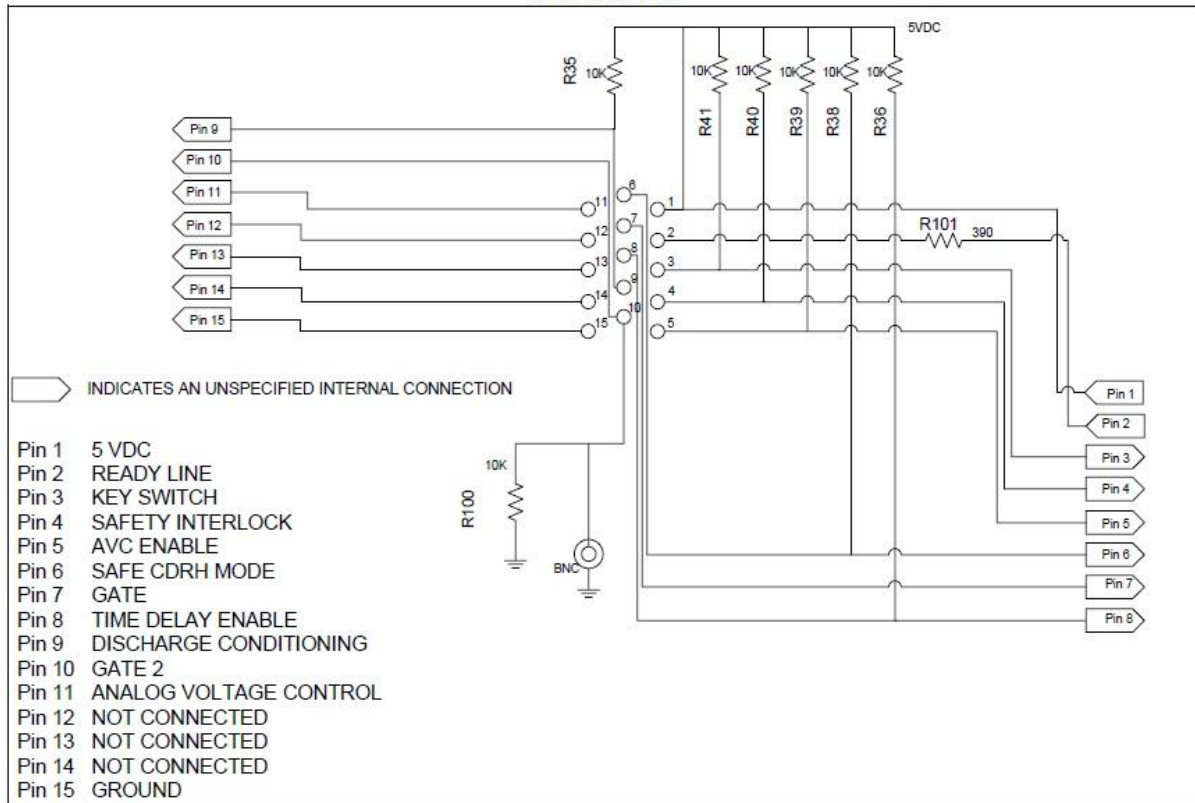 5VDC
R35
10K
10K
10K
10K
10K
10K
R41
R40
R39
R38
R36
Pin 9
Pin 10
Pin 11
Pin 12
Pin 13
Pin 14
Pin 15
11
12
13
14
15
6
7
8
9
10
1
2
3
4
5
R101
390
Pin 1
Pin 2
Pin 3
Pin 4
Pin 5
Pin 6
Pin 7
Pin 8
INDICATES AN UNSPECIFIED INTERNAL CONNECTION
10K
R100
BNC
Pin 1 5 VDC
Pin 2 READY LINE
Pin 3 KEY SWITCH
Pin 4 SAFETY INTERLOCK
Pin 5 AVC ENABLE
Pin 6 SAFE CDRH MODE
Pin 7 GATE
Pin 8 TIME DELAY ENABLE
Pin 9 DISCHARGE CONDITIONING
Pin 10 GATE 2
Pin 11 ANALOG VOLTAGE CONTROL
Pin 12 NOT CONNECTED
Pin 13 NOT CONNECTED
Pin 14 NOT CONNECTED
Pin 15 GROUND